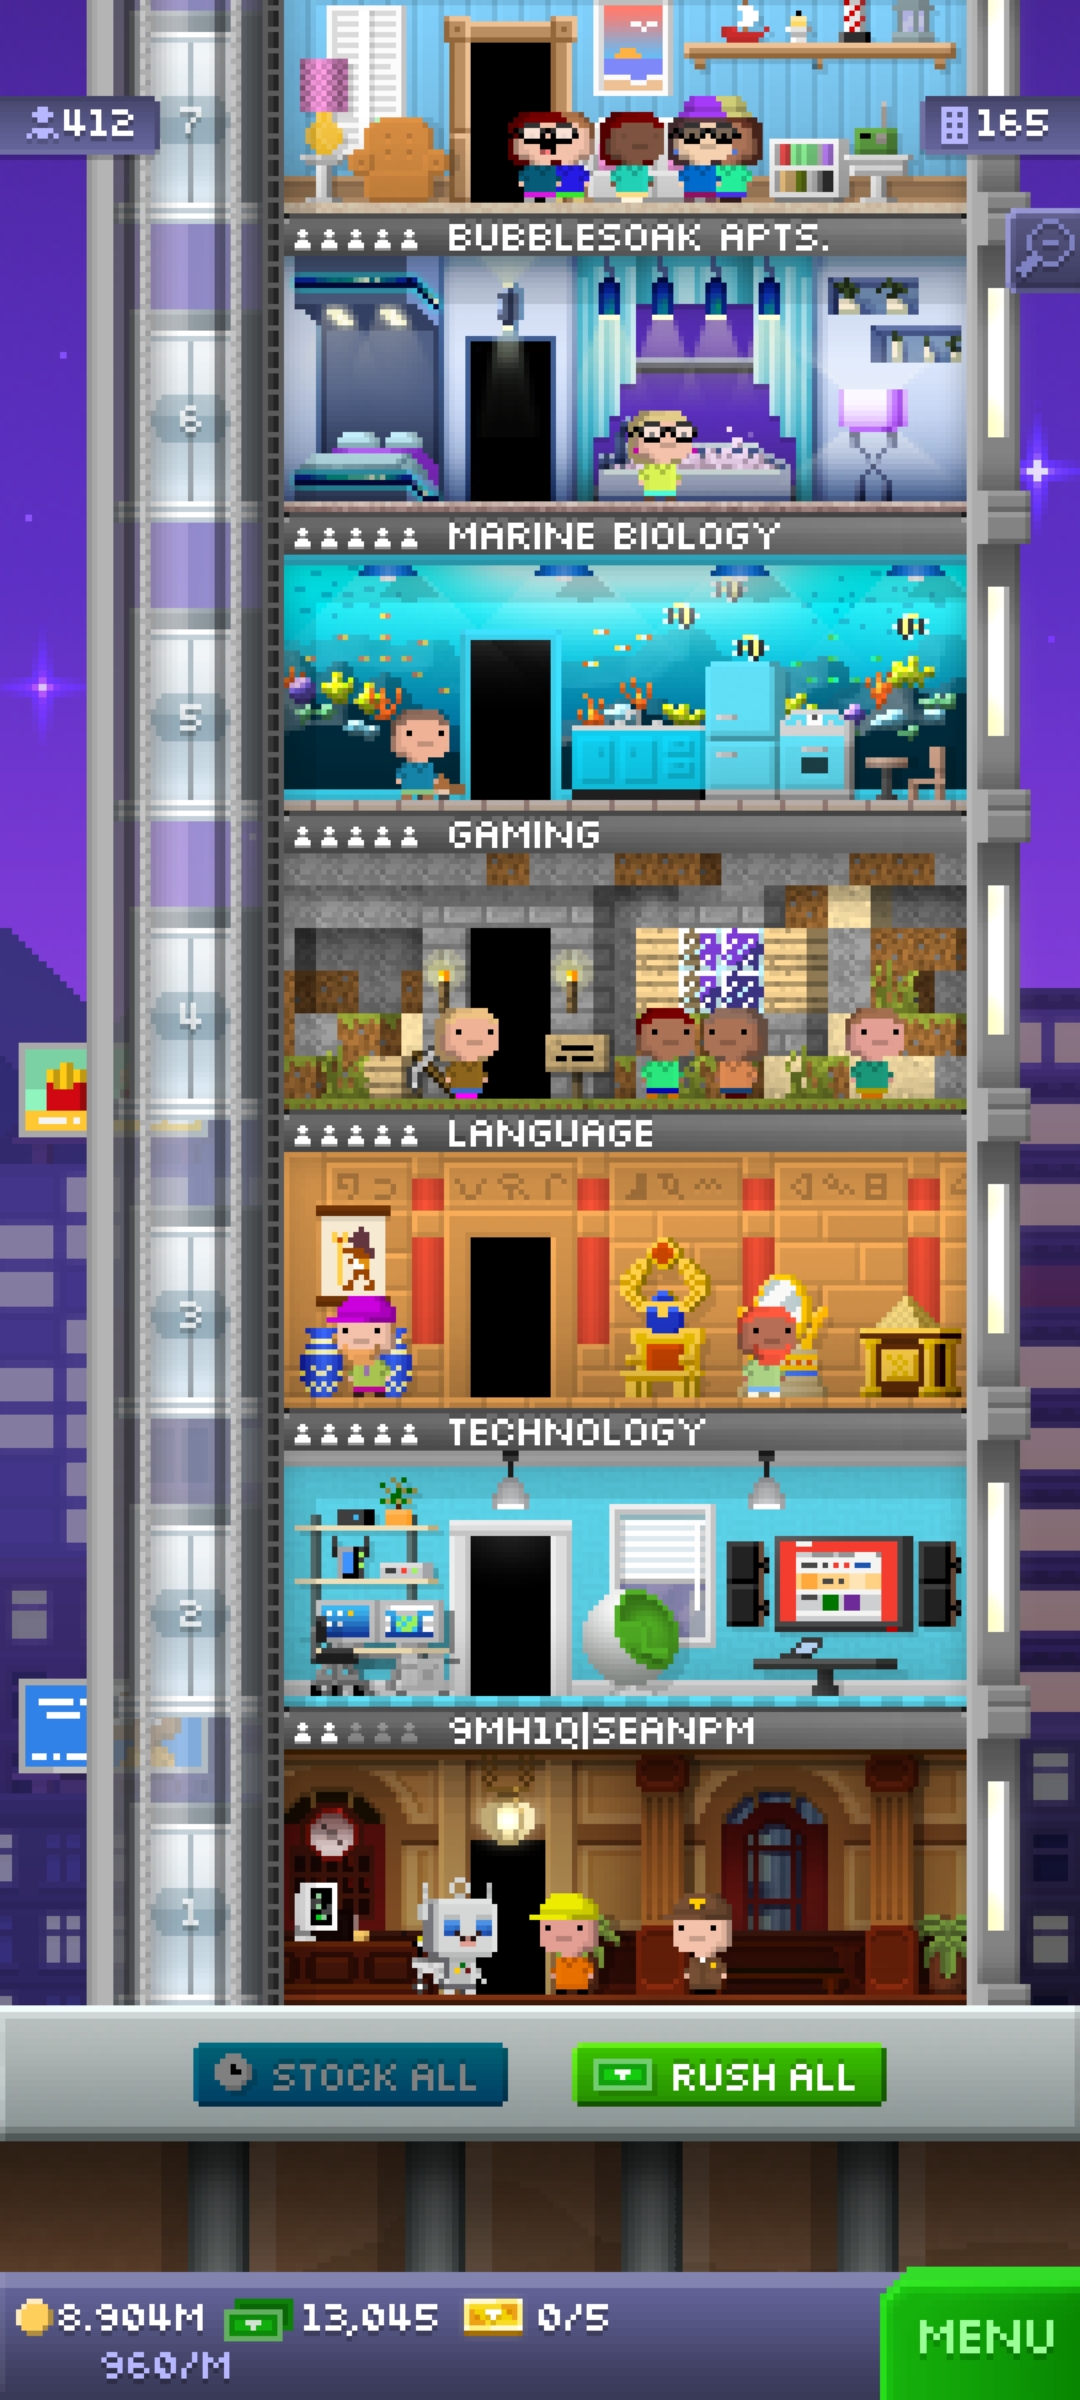 412
7
165
BUBBLESOAK APTS.
6
MARINE BIOLOGY
5
GAMING
4
LANGUAGE
3
TECHNOLOGY
2
9MH1Q|SEANPM
1
STOCK ALL
RUSH ALL
8.904M
13,045
0/5
960/M
MENU